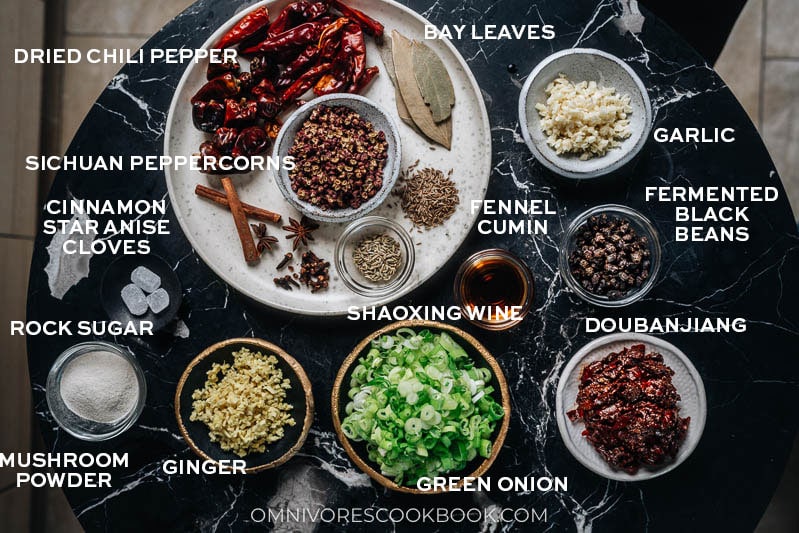 BAY LEAVES
DRIED CHILI PEPPER
GARLIC
SICHUAN PEPPERCORNS
FERMENTED
BLACK
BEANS
CINNAMON
STAR ANISE
CLOVES
FENNEL
CUMIN
SHAOXING WINE
DOUBANJIANG
ROCK SUGAR
MUSHROOM
POWDER
GINGER
GREEN ONION
OMNIVORESCOOKBOOK.COM